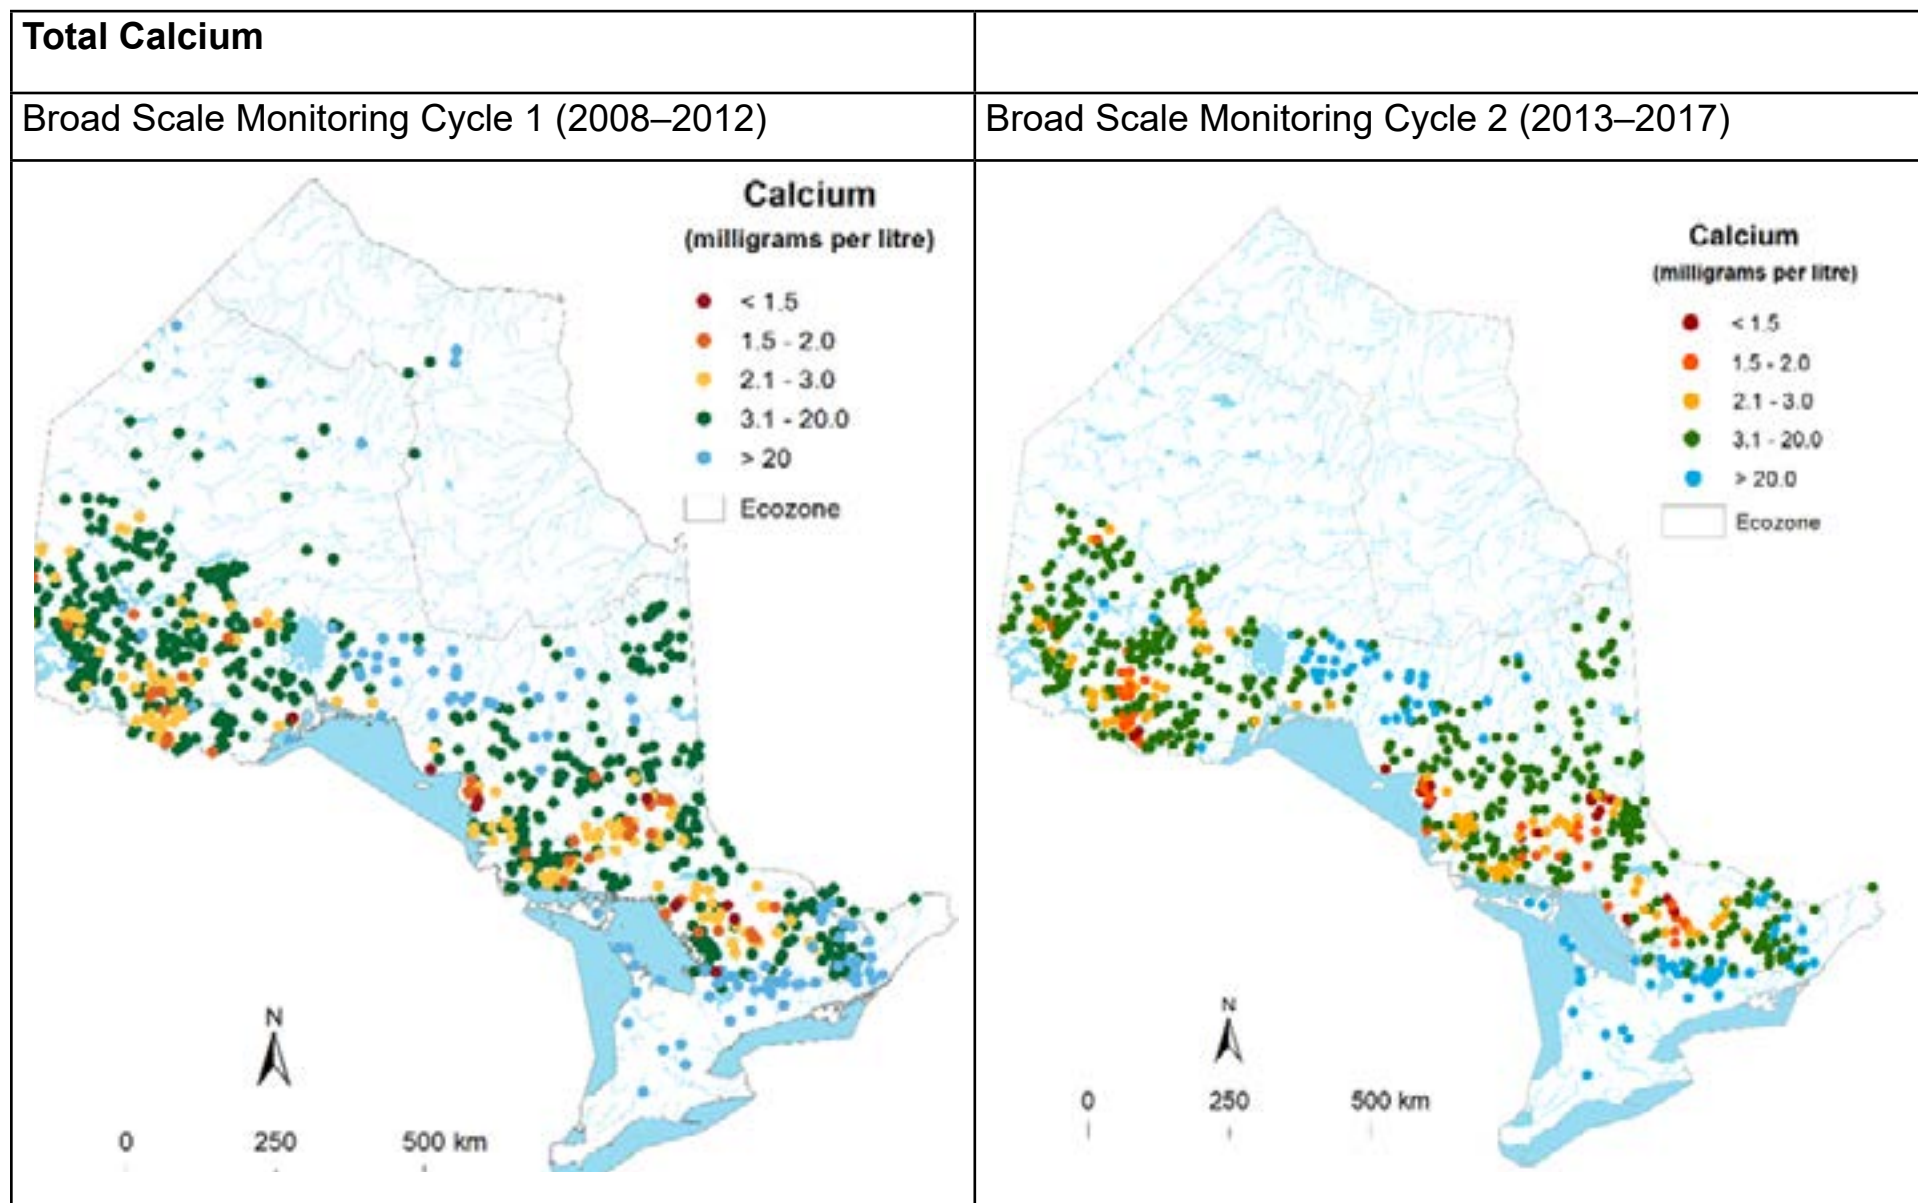 Total Calcium
Broad Scale Monitoring Cycle 1 (2008–2012)
Broad Scale Monitoring Cycle 2 (2013–2017)
Calcium
(milligrams per litre)
< 1.5
1.5 - 2.0
2.1 - 3.0
3.1 - 20.0
> 20
Ecozone
N
0 250 500 km
Calcium
(milligrams per litre)
< 1.5
1.5 - 2.0
2.1 - 3.0
3.1 - 20.0
> 20.0
Ecozone
N
0 250 500 km